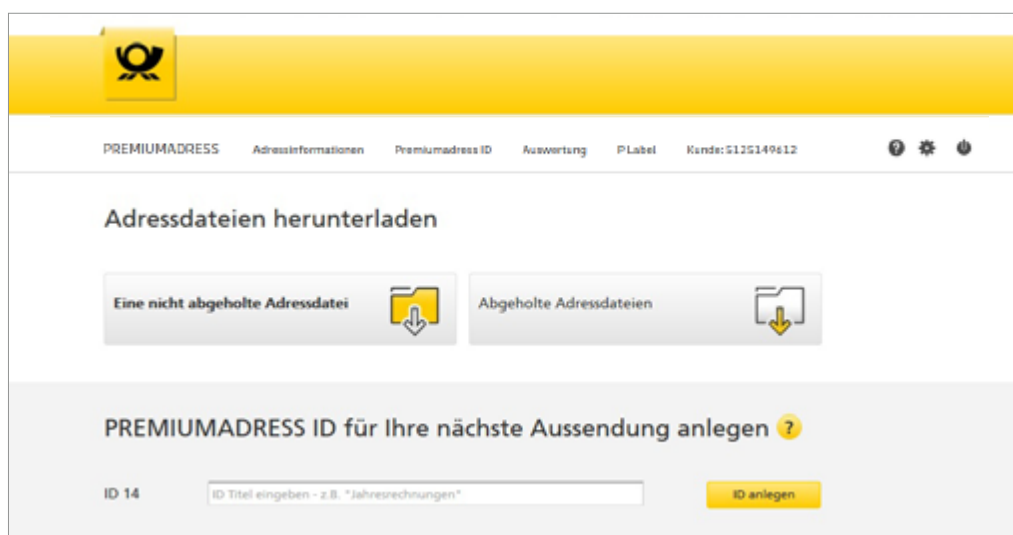 PREMIUMADRESS Adressinformationen Premiumadress ID Auswertung P Label Kunde: 5125149612
Adressdateien herunterladen
Eine nicht abgeholte Adressdatei Abgeholte Adressdateien
PREMIUMADRESS ID für Ihre nächste Aussendung anlegen ?
ID 14 ID Titel eingeben - z.B. "Jahresrechnungen" ID anlegen